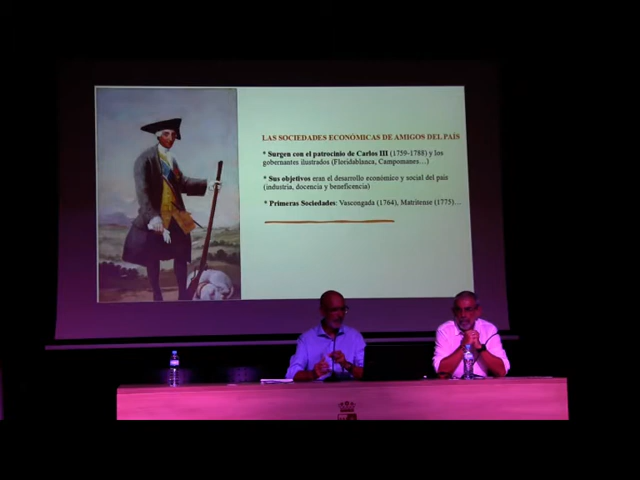 LAS SOCIEDADES ECONÓMICAS DE AMIGOS DEL PAÍS
* Surgen con el patrocinio de Carlos III (1759-1788) y los
gobernantes ilustrados (Floridablanca, Campomanes…)
* Sus objetivos eran el desarrollo económico y social del país
(industria, docencia y beneficencia)
* Primeras Sociedades: Vascongada (1764), Matritense (1775)…